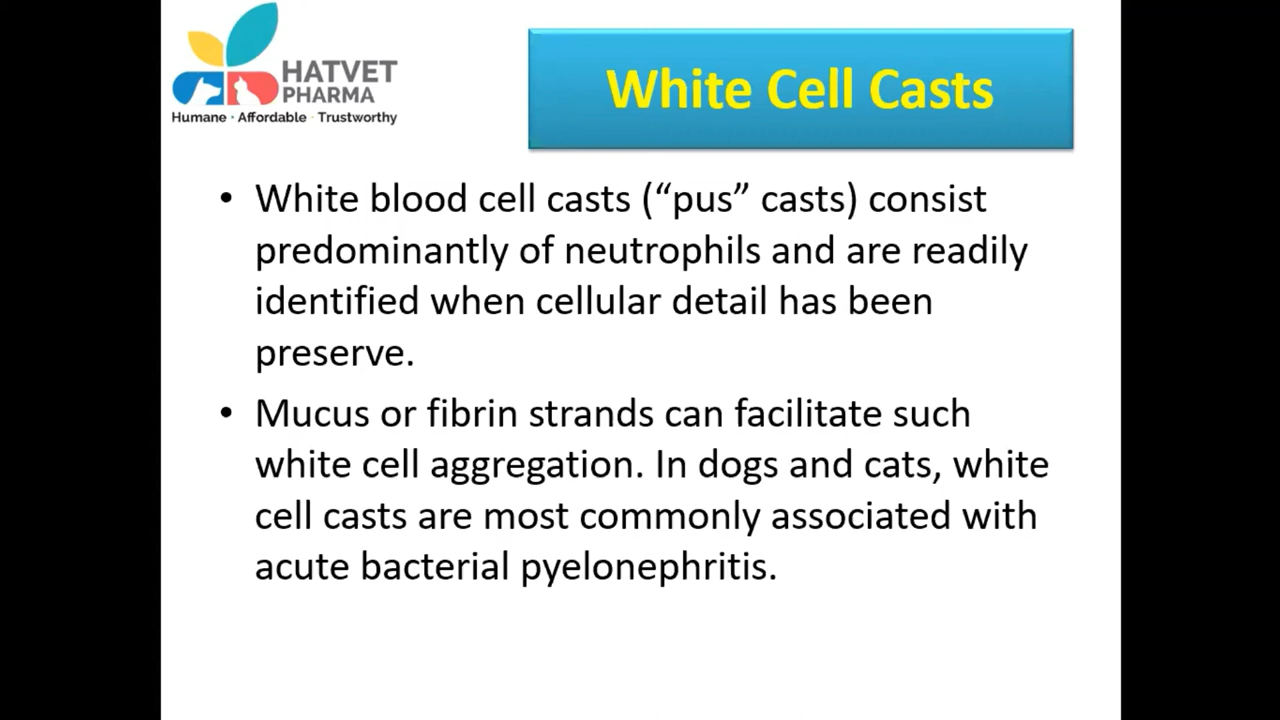 HATVET
PHARMA
Humane · Affordable · Trustworthy
White Cell Casts
• White blood cell casts (“pus” casts) consist
predominantly of neutrophils and are readily
identified when cellular detail has been
preserve.
• Mucus or fibrin strands can facilitate such
white cell aggregation. In dogs and cats, white
cell casts are most commonly associated with
acute bacterial pyelonephritis.